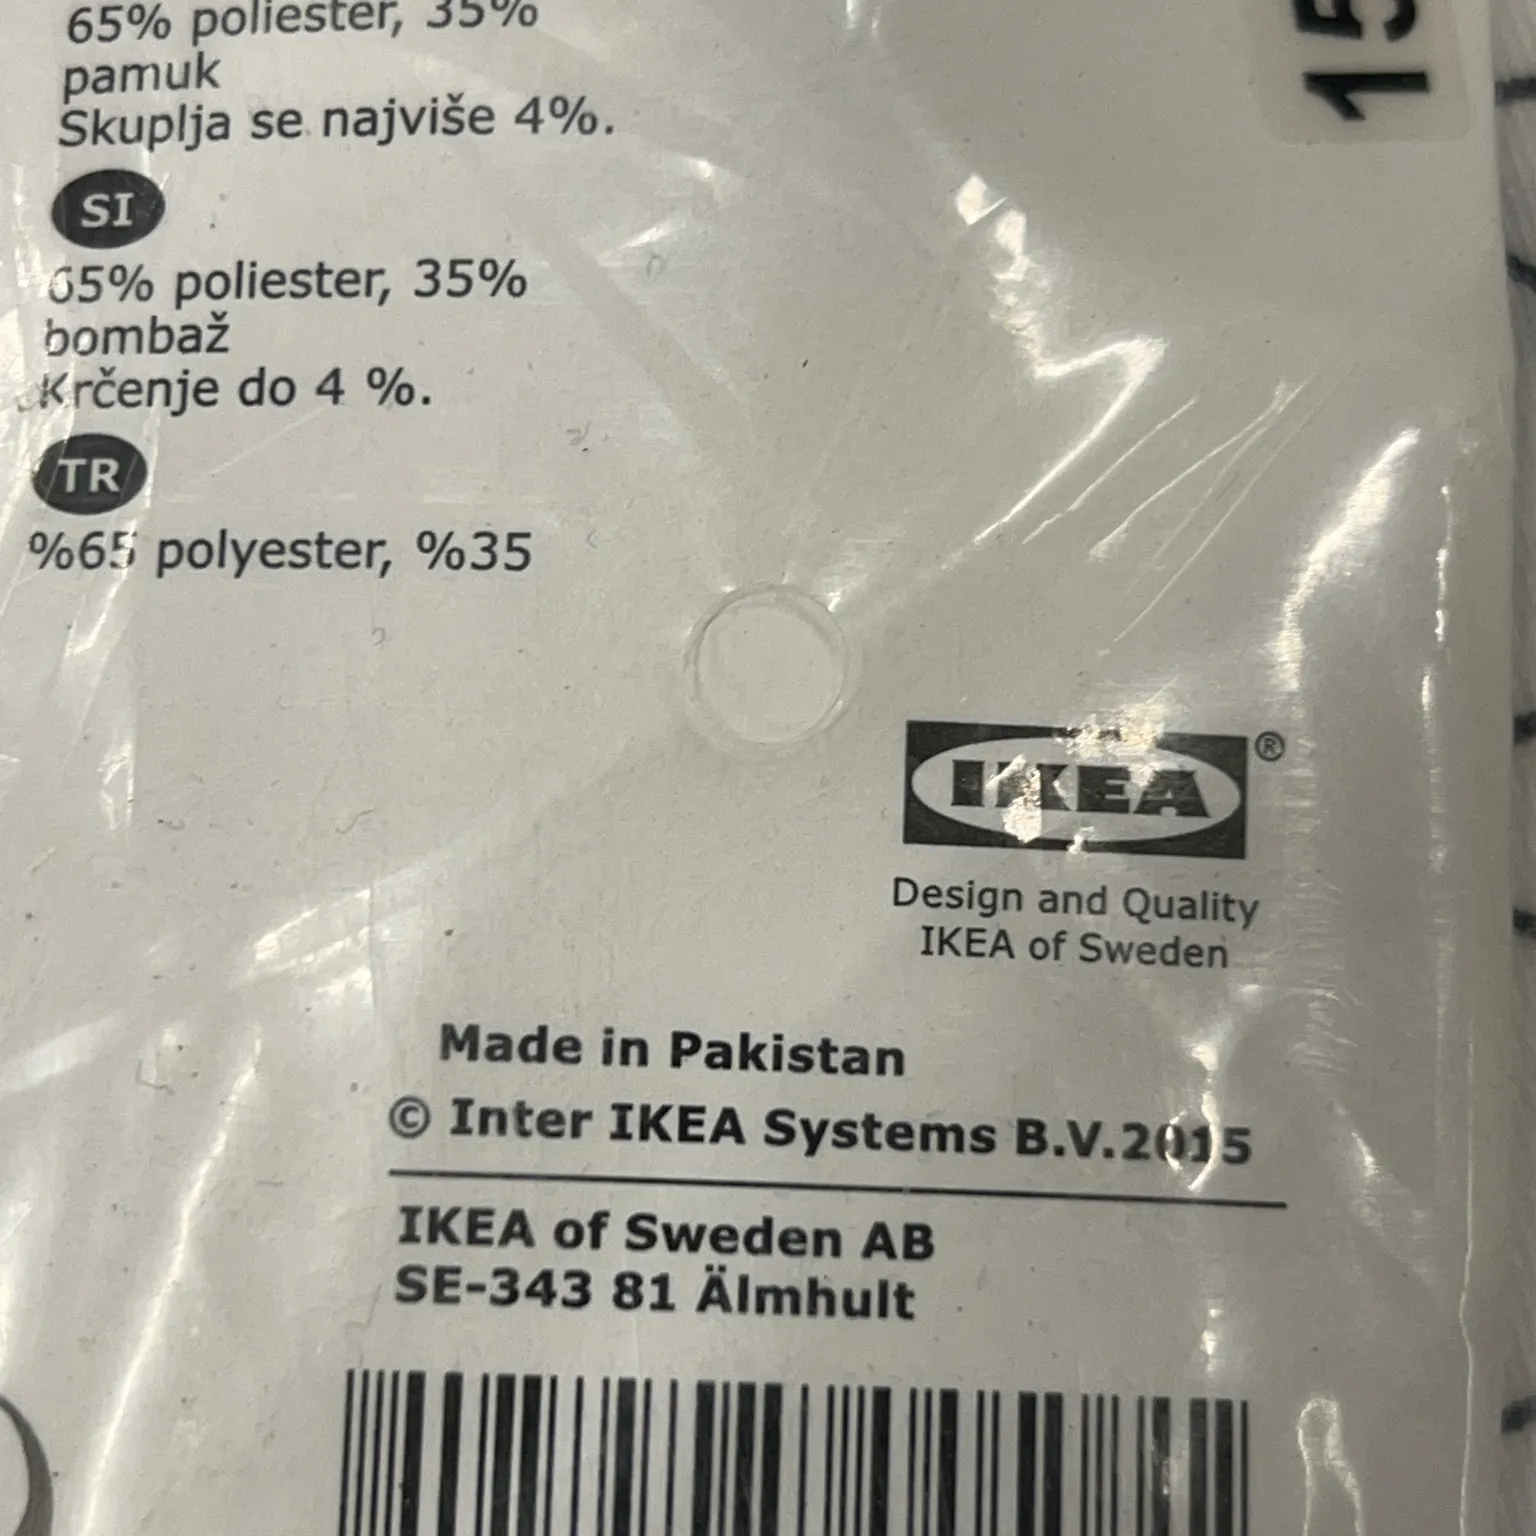 65% poliester, 35%
pamuk
Skuplja se najviše 4%.
SI
65% poliester, 35%
bombaž
Krčenje do 4 %.
TR
%65 polyester, %35
15
IKEA®
Design and Quality
IKEA of Sweden
Made in Pakistan
© Inter IKEA Systems B.V.2015
IKEA of Sweden AB
SE-343 81 Älmhult